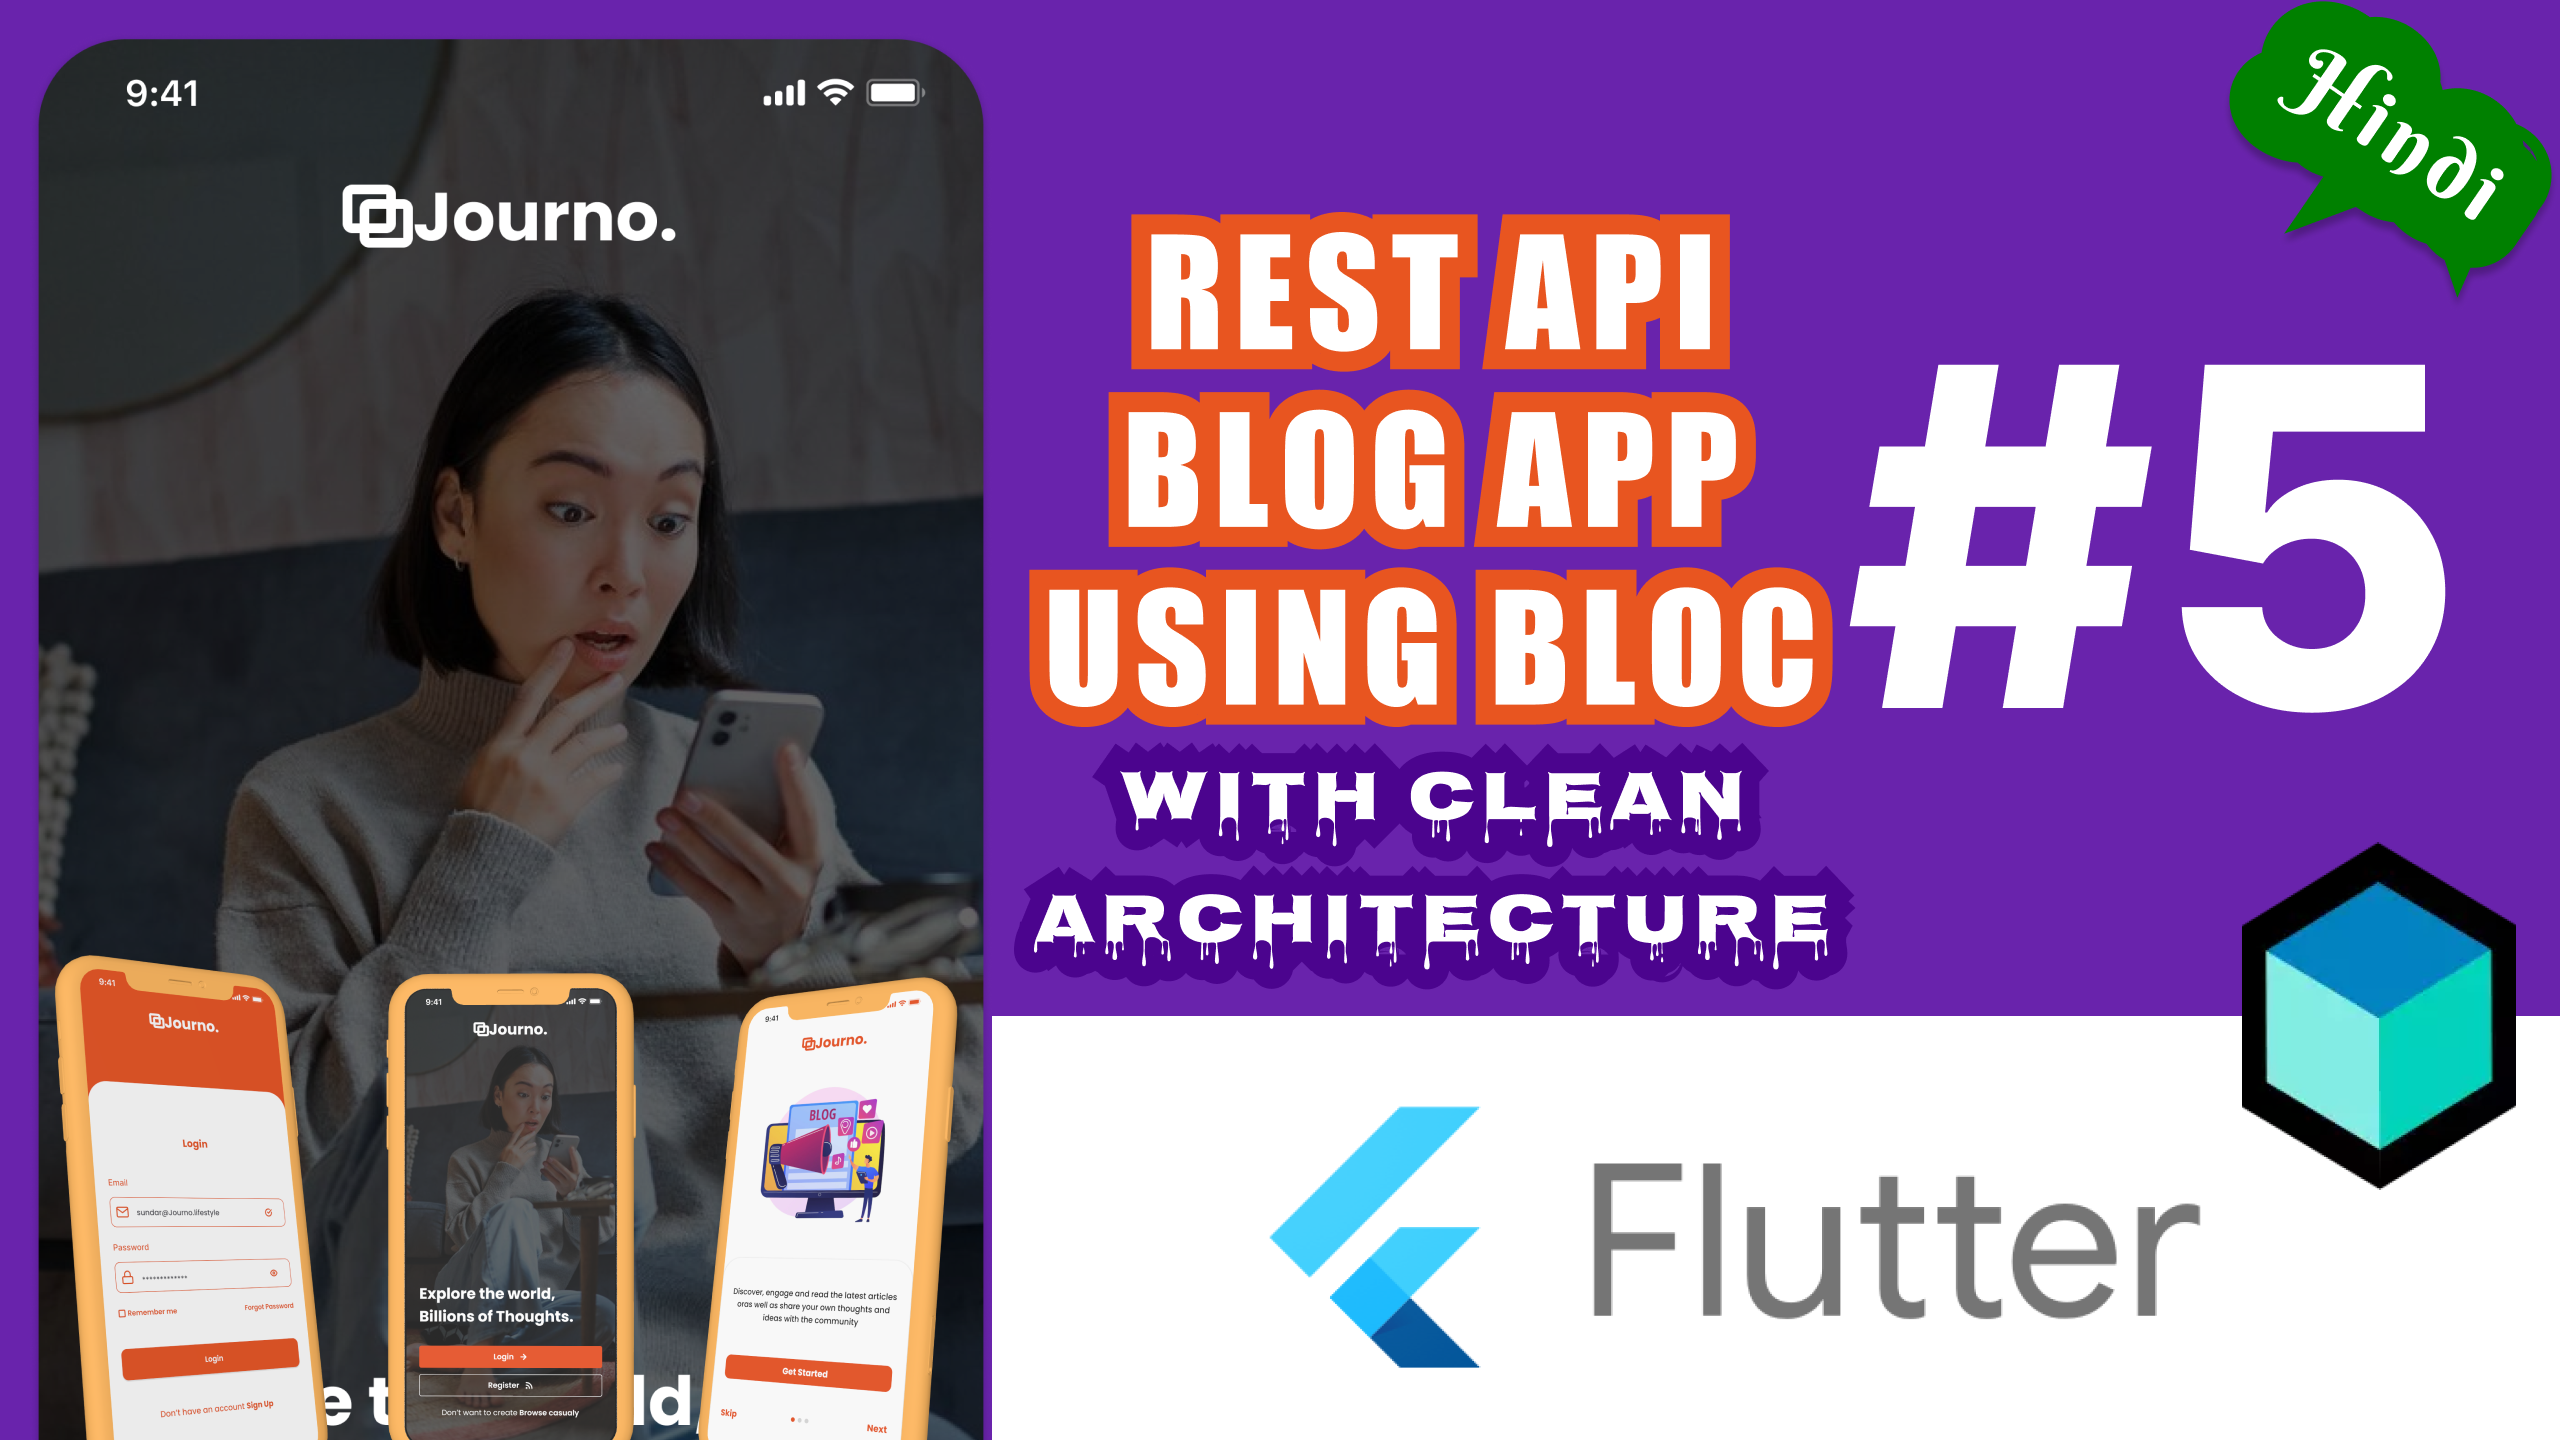 9:41
Journo.
Hindi
REST API
BLOG APP
USING BLOC
#5
WITH CLEAN
ARCHITECTURE
Flutter
9:41
Journo.
Login
Email
sundar@Journo.lifestyle
Password
Remember me
Forgot Password
Login
Don't have an account Sign Up
9:41
Journo.
Explore the world,
Billions of Thoughts.
Login
Register
Don't want to create Browse casualy
9:41
Journo.
BLOG
Discover, engage and read the latest articles
oras well as share your own thoughts and
ideas with the community
Get Started
Skip
Next